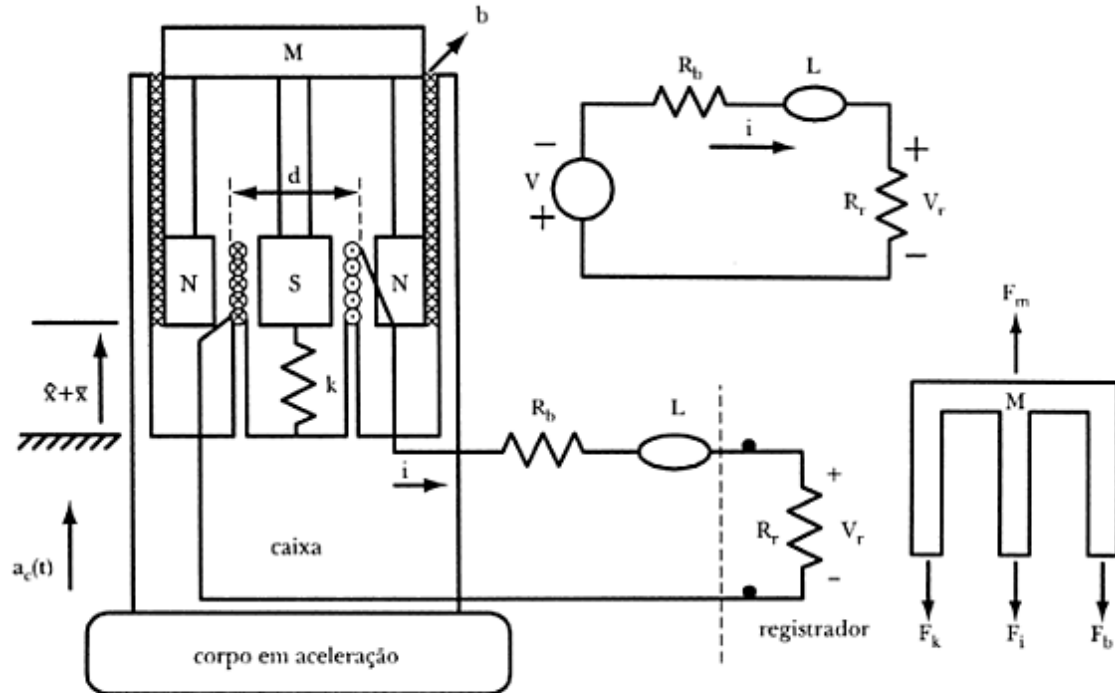 M
b
d
N
S
N
k
x̂+x̄
a_c(t)
caixa
corpo em aceleração
i
R_b
L
R_r
+
V_r
−
registrador
R_b
L
i
−
V
+
+
R_r
V_r
−
F_m
M
F_k
F_i
F_b